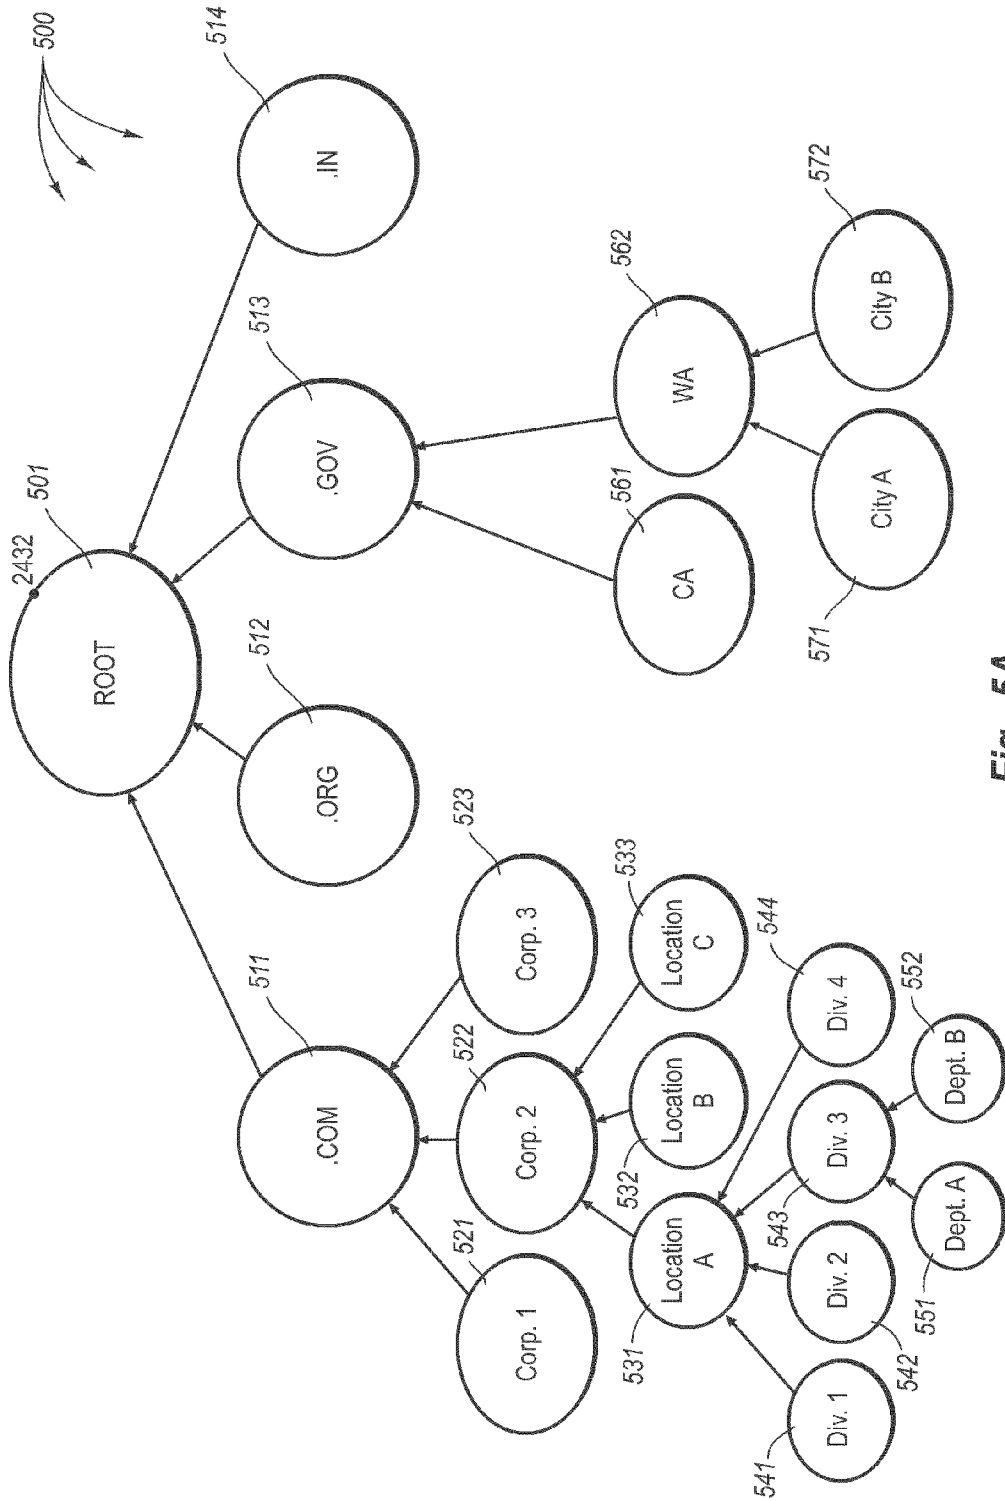 500
2432
501
ROOT
514
.IN
513
.GOV
512
.ORG
511
.COM
523
Corp. 3
522
Corp. 2
521
Corp. 1
562
WA
561
CA
533
Location
C
532
Location
B
531
Location
A
572
City B
571
City A
544
Div. 4
543
Div. 3
542
Div. 2
541
Div. 1
552
Dept. B
551
Dept. A
Fig. 5A